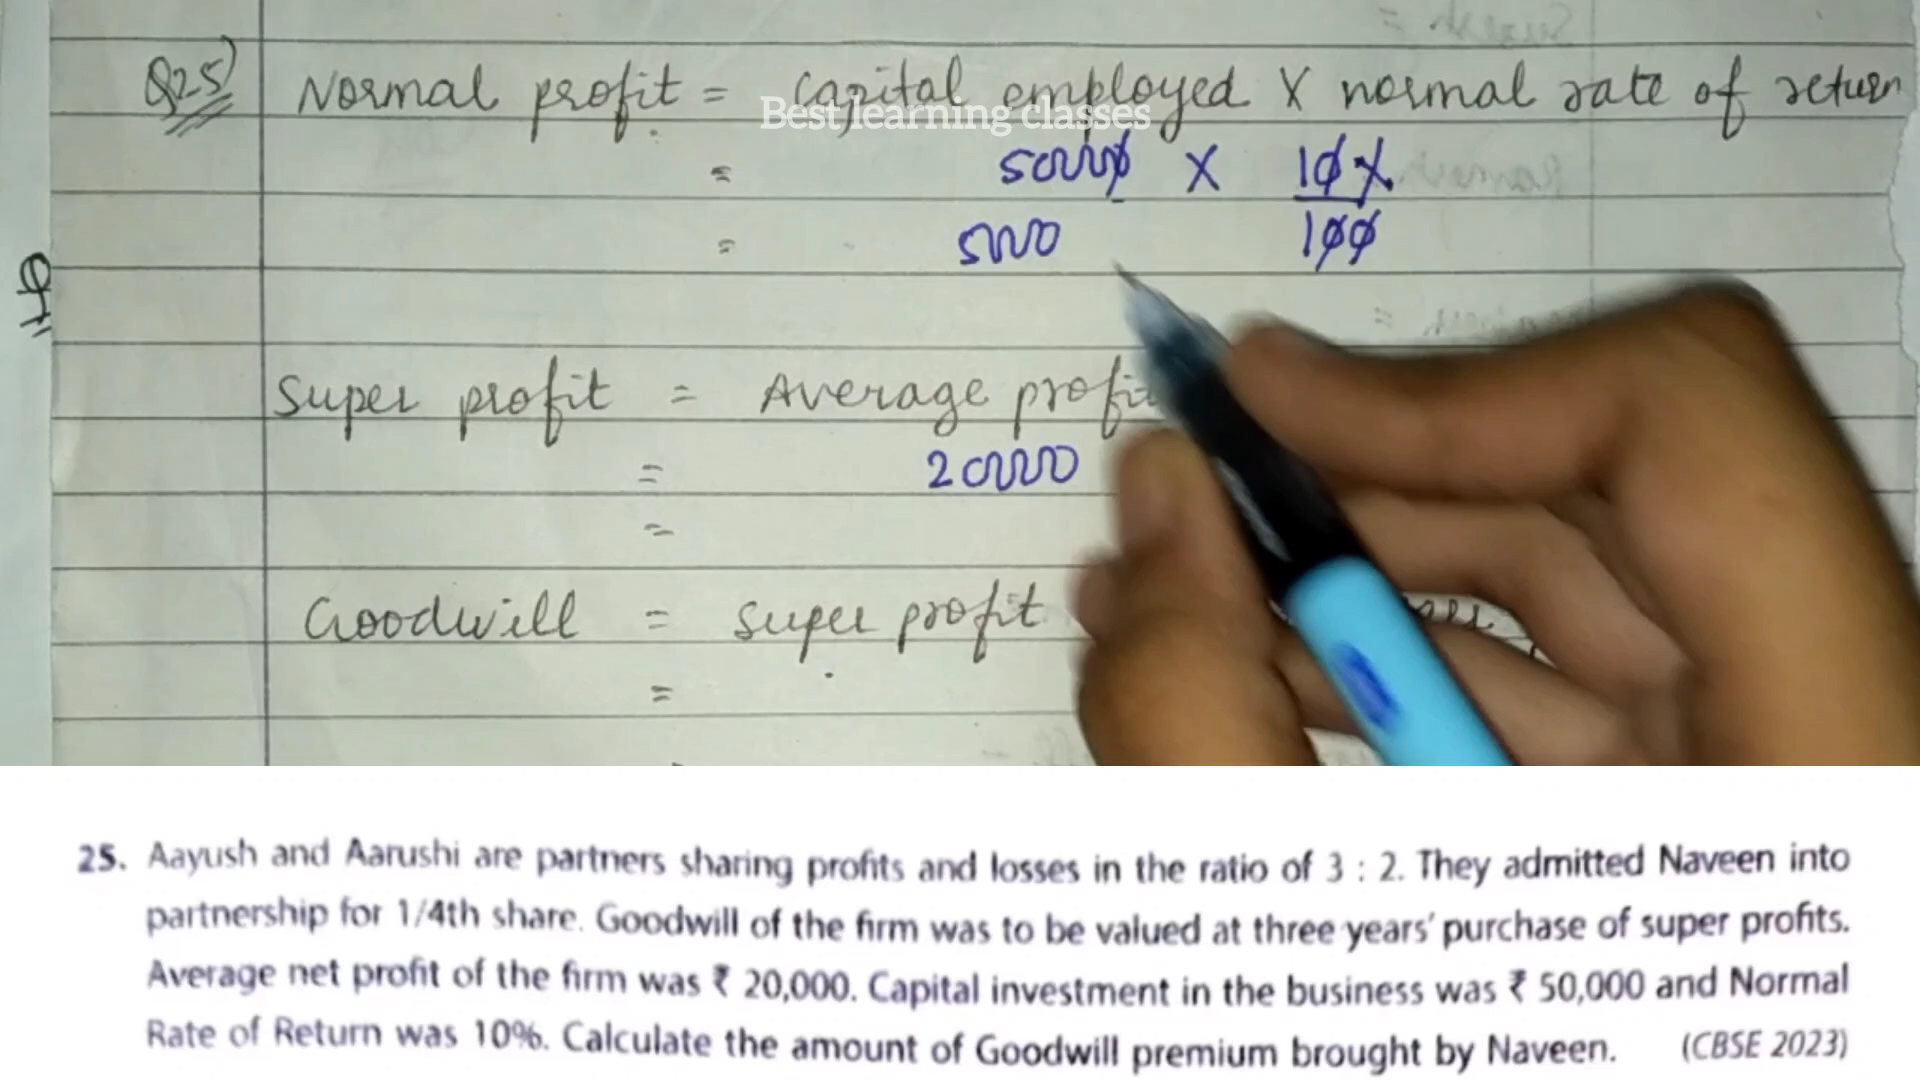 Q25) Normal profit = capital employed X normal rate of return
Best learning classes
= 50000 X 10%
100
= 5000
Super profit = Average profit
= 20000
=
Goodwill = Super profit
=
25. Aayush and Aarushi are partners sharing profits and losses in the ratio of 3 : 2. They admitted Naveen into
partnership for 1/4th share. Goodwill of the firm was to be valued at three years' purchase of super profits.
Average net profit of the firm was ₹ 20,000. Capital investment in the business was ₹ 50,000 and Normal
Rate of Return was 10%. Calculate the amount of Goodwill premium brought by Naveen. (CBSE 2023)